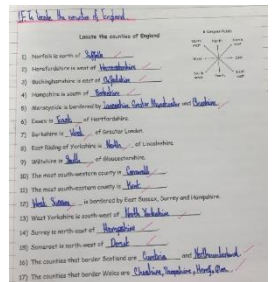 LF: To locate the counties of England.
Locate the counties of England
A Compass Points
1) Norfolk is north of Suffolk
2) Herefordshire is west of Worcestershire
3) Buckinghamshire is east of Oxfordshire
4) Hampshire is south of Berkshire
5) Merseyside is bordered by Lancashire, Greater Manchester and Cheshire.
6) Essex is East of Hertfordshire.
7) Berkshire is West of Greater London.
8) East Riding of Yorkshire is North of Lincolnshire.
9) Wiltshire is South of Gloucestershire.
10) The most south-western county is Cornwall
11) The most south-eastern county is Kent
12) West Sussex is bordered by East Sussex, Surrey and Hampshire.
13) West Yorkshire is south-west of North Yorkshire
14) Surrey is north-east of Hampshire
15) Somerset is north-west of Dorset
16) The counties that border Scotland are Cumbria and Northumberland.
17) The counties that border Wales are Cheshire, Shropshire,